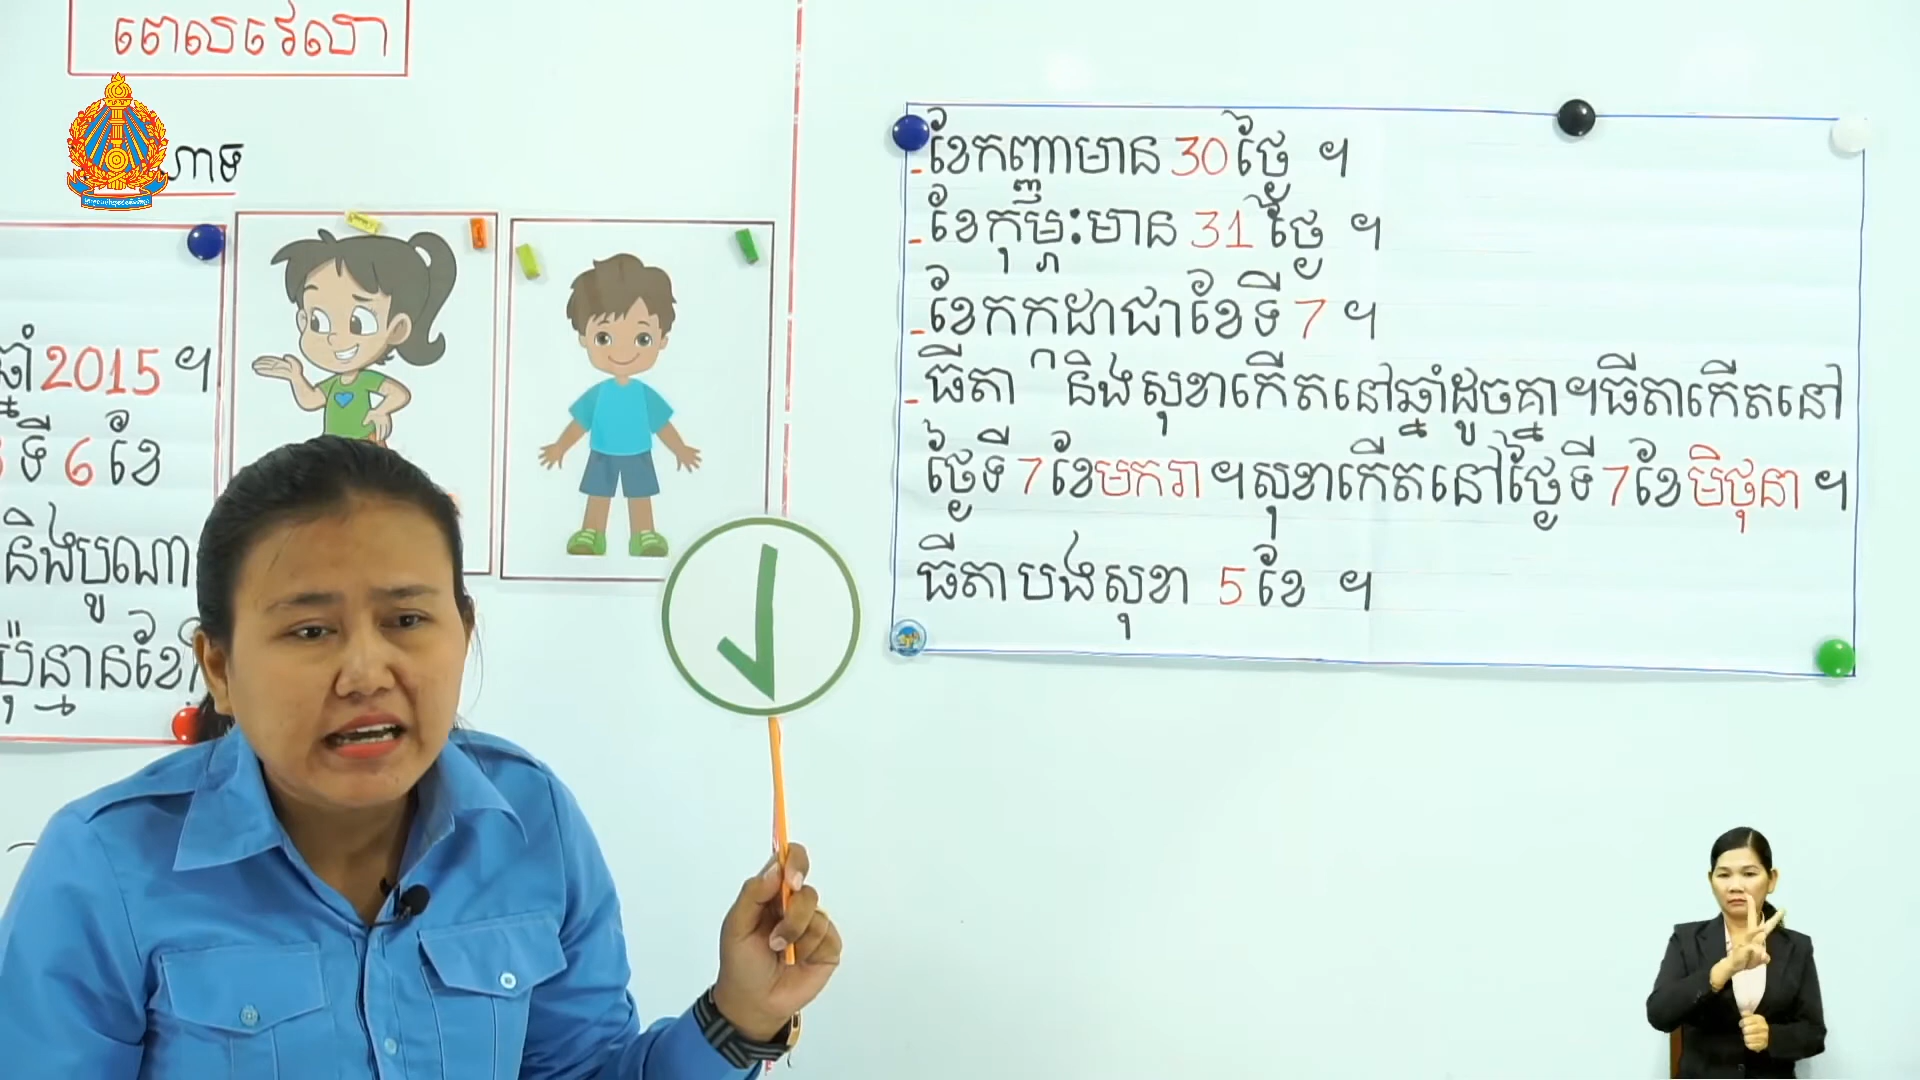 ពេលវេលា
ឆ្នាំ 2015 ។
ទី 6 ខែ
និងបូណា
ប៉ុន្មានខែ
- ខែកញ្ញាមាន 30 ថ្ងៃ ។
- ខែកុម្ភៈមាន 31 ថ្ងៃ ។
- ខែកក្កដាជាខែទី 7 ។
- ធីតា និងសុខាកើតនៅឆ្នាំដូចគ្នា។ធីតាកើតនៅ
ថ្ងៃទី 7 ខែមករា ។សុខាកើតនៅថ្ងៃទី 7 ខែមិថុនា ។
ធីតាបងសុខា 5 ខែ ។